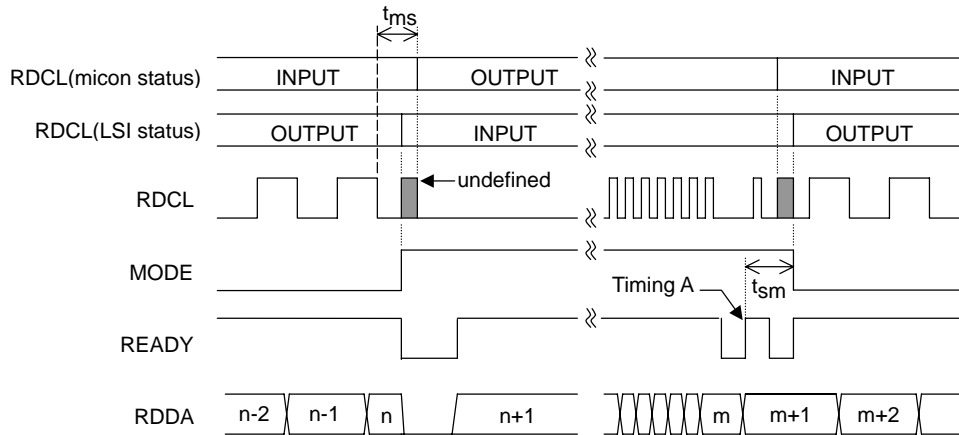 tms
RDCL(micon status) INPUT OUTPUT INPUT
RDCL(LSI status) OUTPUT INPUT OUTPUT
RDCL undefined
MODE
Timing A tsm
READY
RDDA n-2 n-1 n n+1 m m+1 m+2